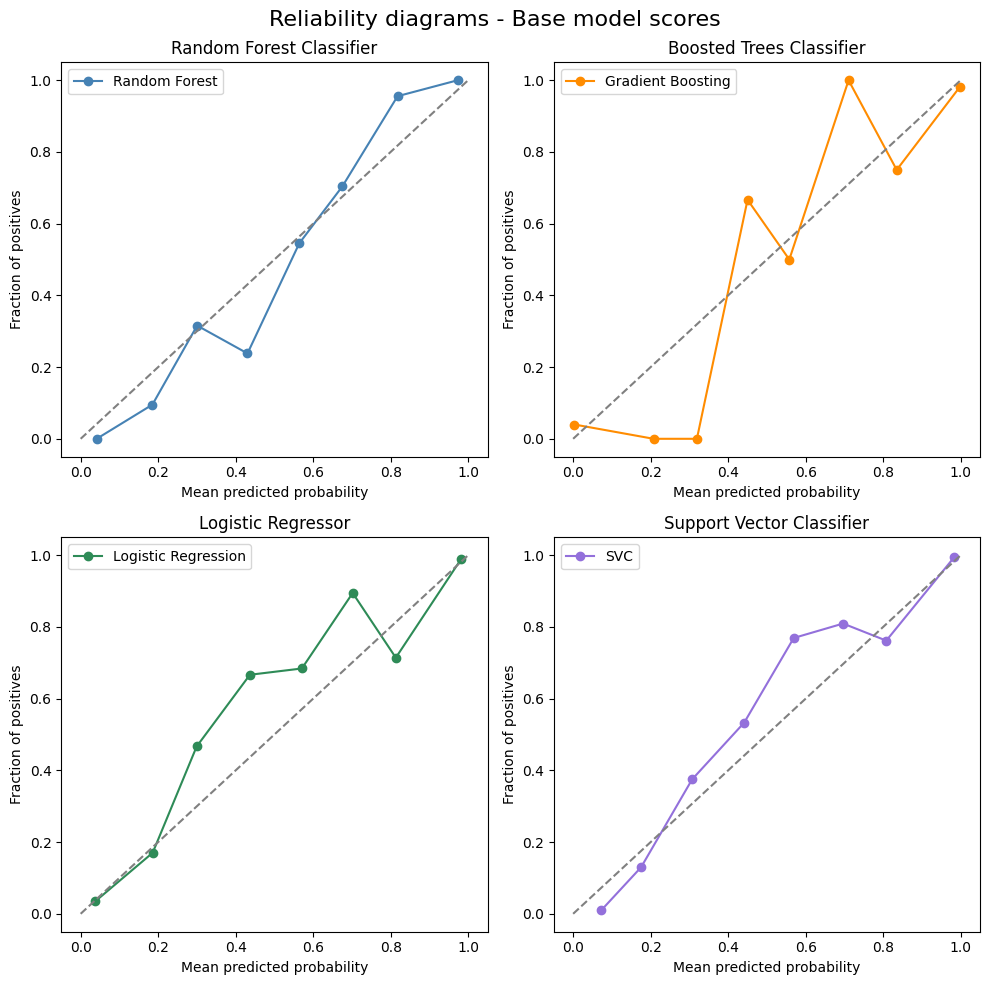 Reliability diagrams - Base model scores
Random Forest Classifier
Random Forest
1.0
0.8
0.6
0.4
0.2
0.0
Fraction of positives
0.0 0.2 0.4 0.6 0.8 1.0
Mean predicted probability
Boosted Trees Classifier
Gradient Boosting
1.0
0.8
0.6
0.4
0.2
0.0
Fraction of positives
0.0 0.2 0.4 0.6 0.8 1.0
Mean predicted probability
Logistic Regressor
Logistic Regression
1.0
0.8
0.6
0.4
0.2
0.0
Fraction of positives
0.0 0.2 0.4 0.6 0.8 1.0
Mean predicted probability
Support Vector Classifier
SVC
1.0
0.8
0.6
0.4
0.2
0.0
Fraction of positives
0.0 0.2 0.4 0.6 0.8 1.0
Mean predicted probability